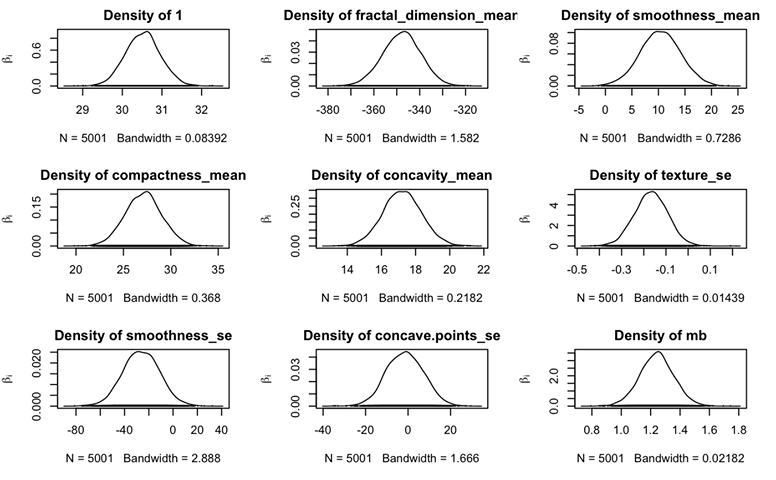 Density of 1
βi
0.0
0.6
29 30 31 32
N = 5001 Bandwidth = 0.08392
Density of fractal_dimension_mear
0.00
0.03
-380 -360 -340 -320
N = 5001 Bandwidth = 1.582
Density of smoothness_mean
βi
0.00
0.08
-5 0 5 10 15 20 25
N = 5001 Bandwidth = 0.7286
Density of compactness_mean
βi
0.00
0.15
20 25 30 35
N = 5001 Bandwidth = 0.368
Density of concavity_mean
βi
0.00
0.25
14 16 18 20 22
N = 5001 Bandwidth = 0.2182
Density of texture_se
βi
0
2
4
-0.5 -0.3 -0.1 0.1
N = 5001 Bandwidth = 0.01439
Density of smoothness_se
βi
0.000
0.020
-80 -40 0 20 40
N = 5001 Bandwidth = 2.888
Density of concave.points_se
βi
0.00
0.03
-40 -20 0 20
N = 5001 Bandwidth = 1.666
Density of mb
βi
0.0
2.0
0.8 1.0 1.2 1.4 1.6 1.8
N = 5001 Bandwidth = 0.02182